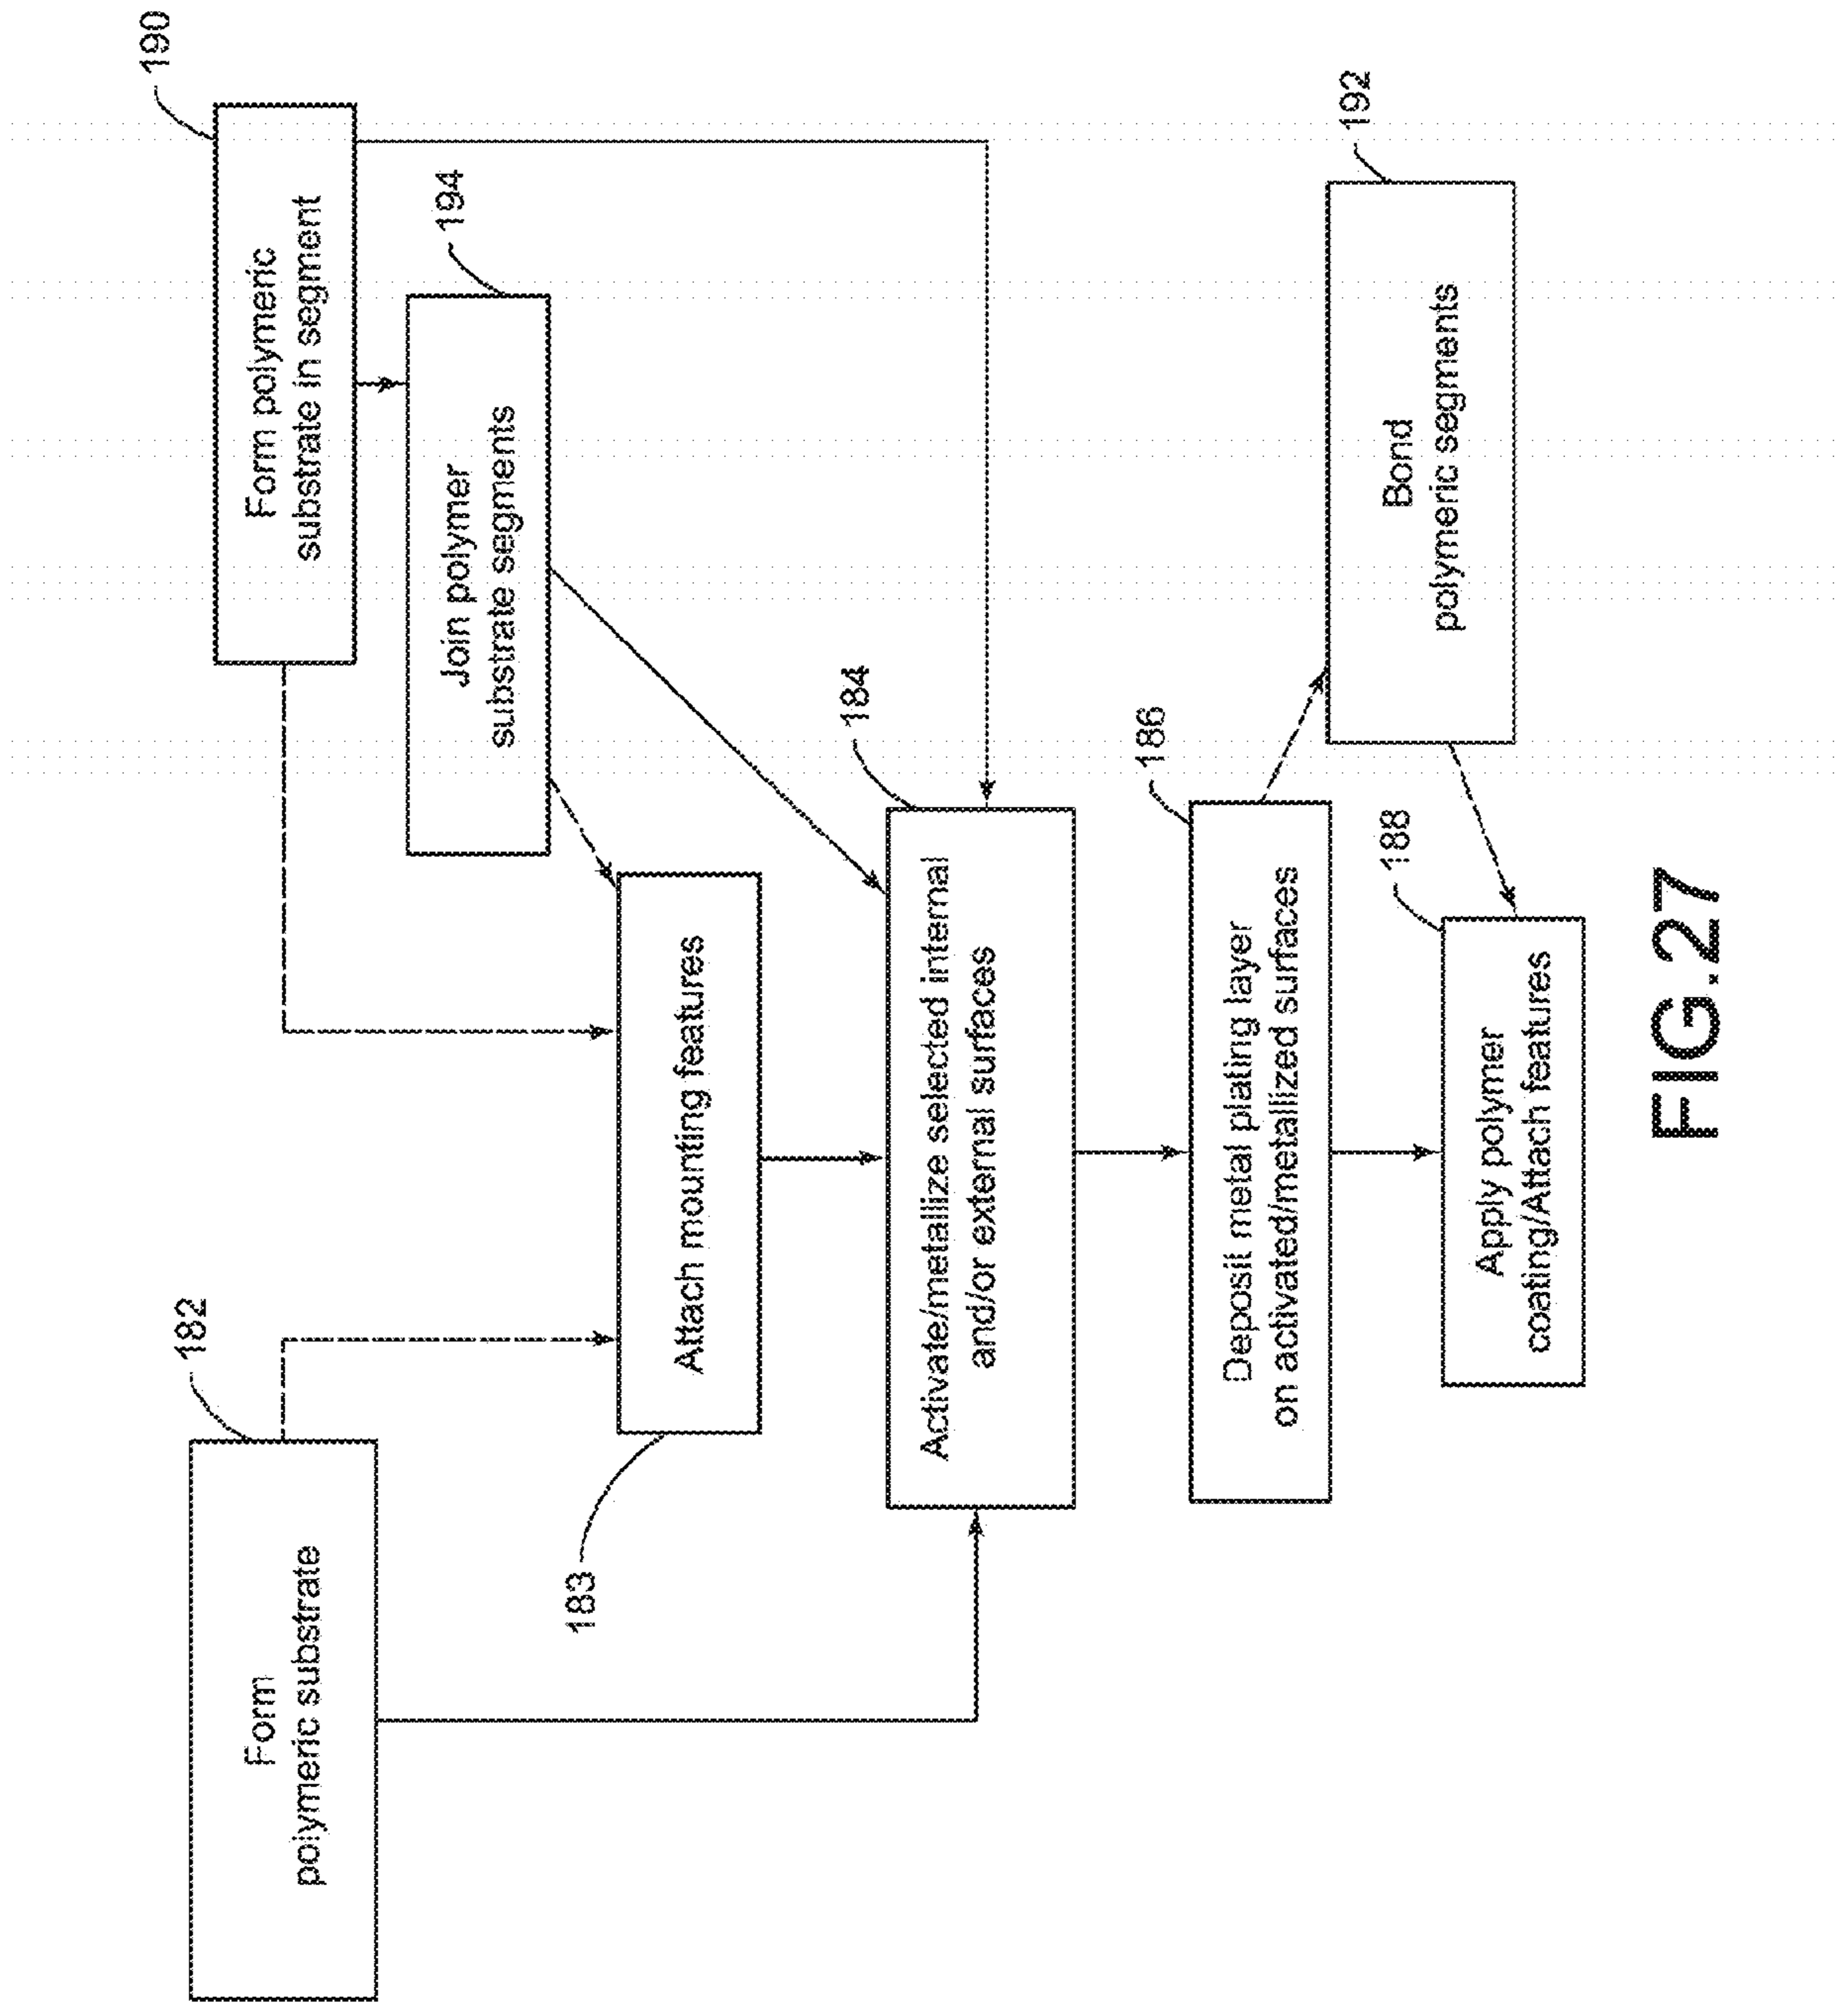 182
Form
polymeric substrate
190
Form polymeric
substrate in segment
194
Join polymer
substrate segments
183
Attach mounting features
184
Activate/metallize selected internal
and/or external surfaces
186
Deposit metal plating layer
on activated/metallized surfaces
192
Bond
polymeric segments
188
Apply polymer
coating/Attach features
FIG.27